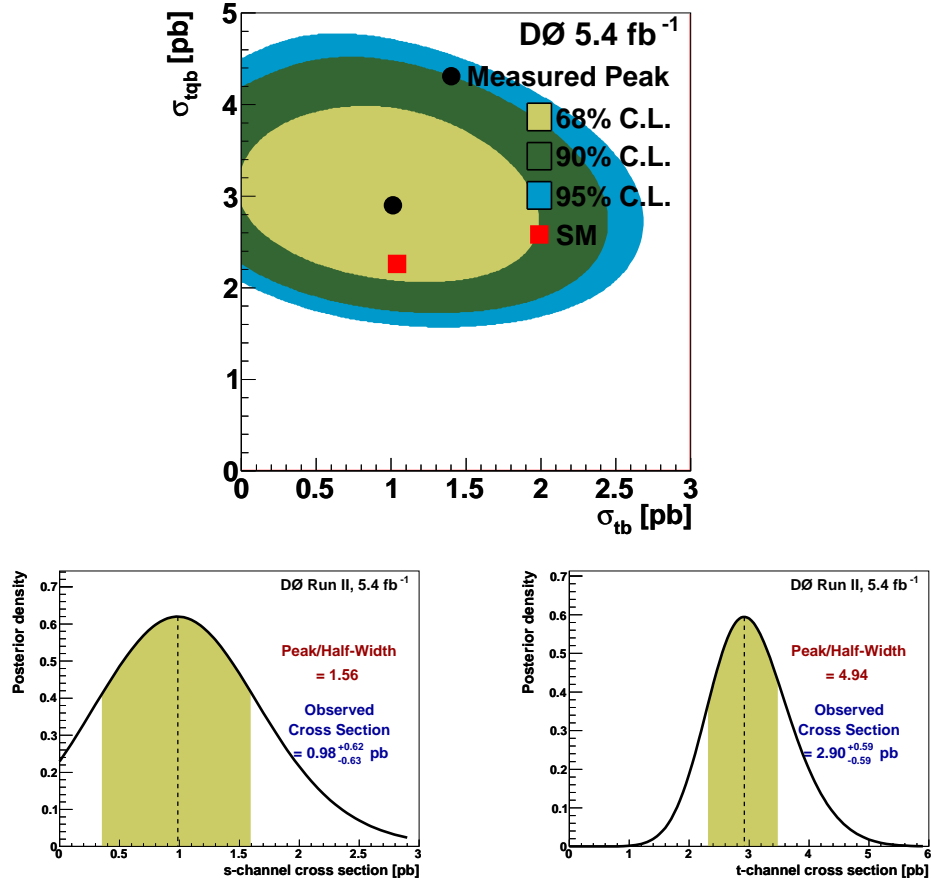 DØ 5.4 fb⁻¹
Measured Peak
68% C.L.
90% C.L.
95% C.L.
SM
σtqb [pb]
5
4
3
2
1
0
0 0.5 1 1.5 2 2.5 3
σtb [pb]
Posterior density
0.7
0.6
0.5
0.4
0.3
0.2
0.1
0
DØ Run II, 5.4 fb⁻¹
Peak/Half-Width
= 1.56
Observed
Cross Section
= 0.98 +0.62 -0.63 pb
0 0.5 1 1.5 2 2.5 3
s-channel cross section [pb]
Posterior density
0.7
0.6
0.5
0.4
0.3
0.2
0.1
0
DØ Run II, 5.4 fb⁻¹
Peak/Half-Width
= 4.94
Observed
Cross Section
= 2.90 +0.59 -0.59 pb
0 1 2 3 4 5 6
t-channel cross section [pb]